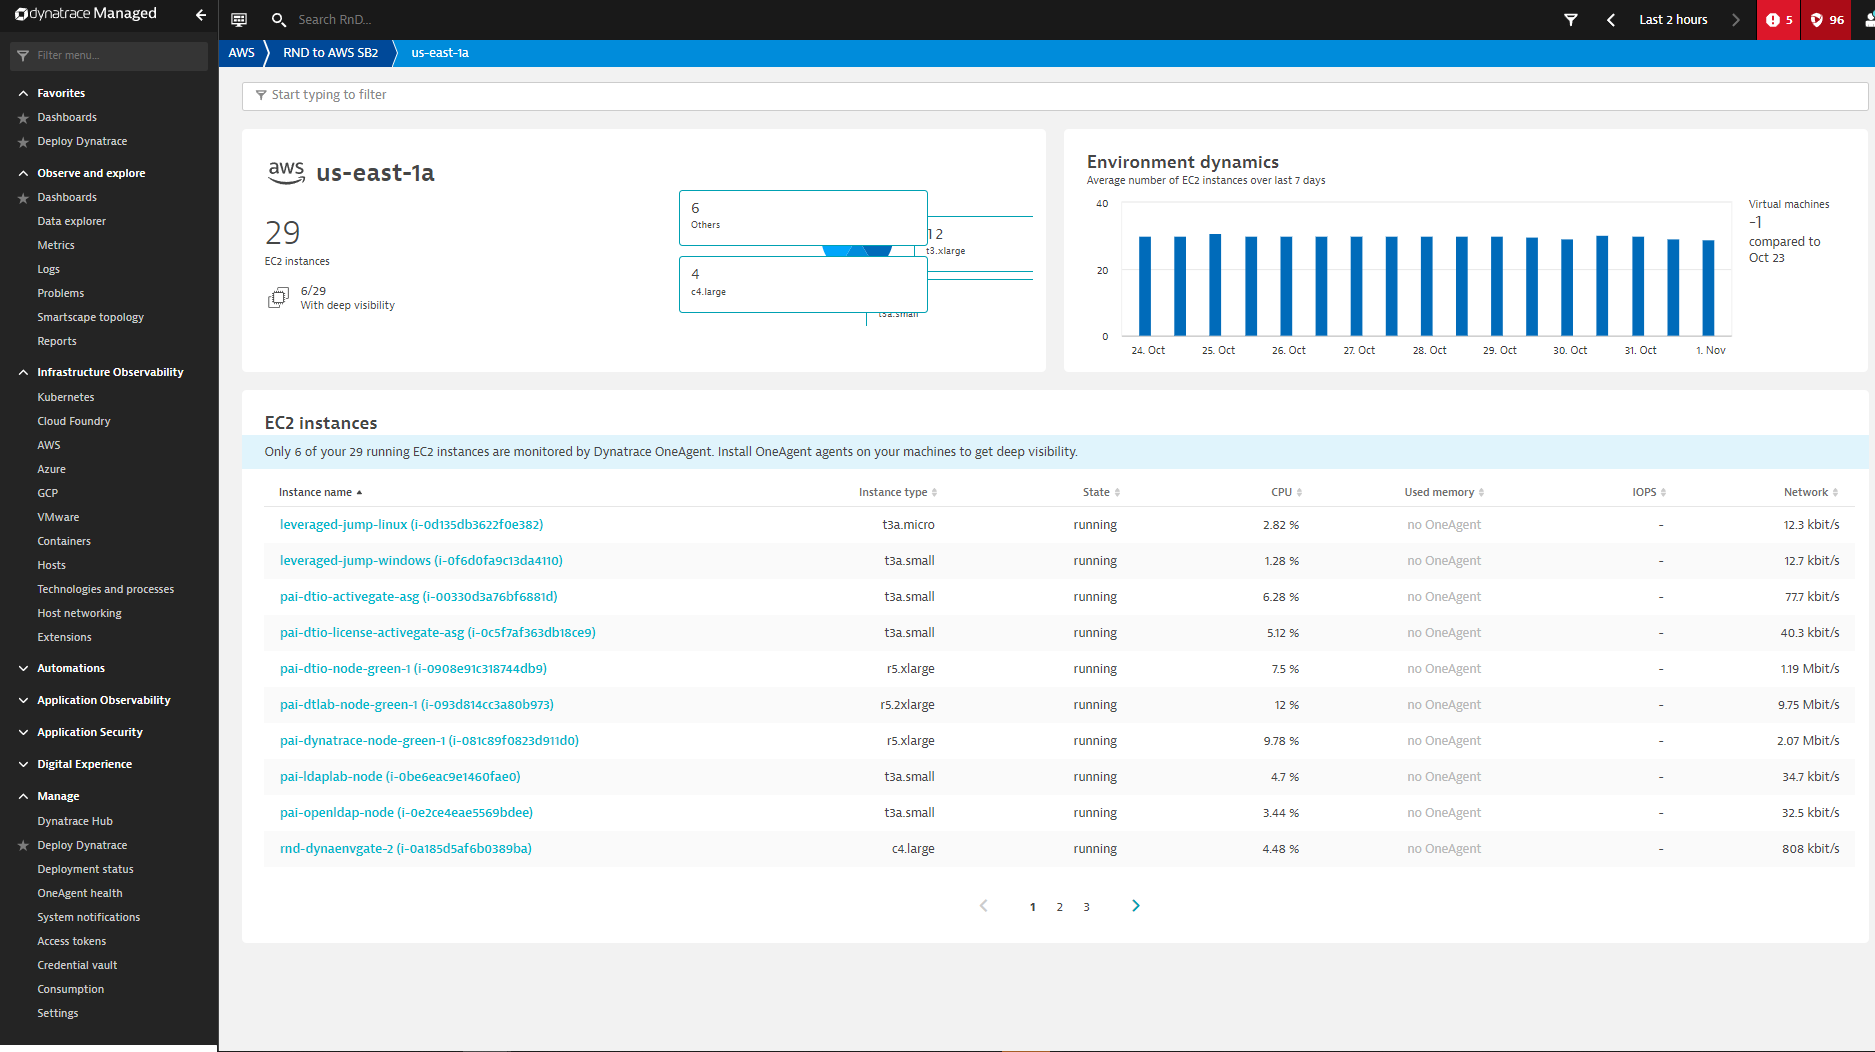 dynatrace Managed
Search RnD...
Last 2 hours
5
96
Filter menu...
AWS
RND to AWS SB2
us-east-1a
Start typing to filter
Favorites
Dashboards
Deploy Dynatrace
Observe and explore
Dashboards
Data explorer
Metrics
Logs
Problems
Smartscape topology
Reports
Infrastructure Observability
Kubernetes
Cloud Foundry
AWS
Azure
GCP
VMware
Containers
Hosts
Technologies and processes
Host networking
Extensions
Automations
Application Observability
Application Security
Digital Experience
Manage
Dynatrace Hub
Deploy Dynatrace
Deployment status
OneAgent health
System notifications
Access tokens
Credential vault
Consumption
Settings
aws us-east-1a
29
EC2 instances
6/29
With deep visibility
6
Others
12
t3.xlarge
4
c4.large
t3a.small
Environment dynamics
Average number of EC2 instances over last 7 days
40
20
0
24. Oct 25. Oct 26. Oct 27. Oct 28. Oct 29. Oct 30. Oct 31. Oct 1. Nov
Virtual machines
-1
compared to
Oct 23
EC2 instances
Only 6 of your 29 running EC2 instances are monitored by Dynatrace OneAgent. Install OneAgent agents on your machines to get deep visibility.
Instance name Instance type State CPU Used memory IOPS Network
leveraged-jump-linux (i-0d135db3622f0e382) t3a.micro running 2.82 % no OneAgent - 12.3 kbit/s
leveraged-jump-windows (i-0f6d0fa9c13da4110) t3a.small running 1.28 % no OneAgent - 12.7 kbit/s
pai-dtio-activegate-asg (i-00330d3a76bf6881d) t3a.small running 6.28 % no OneAgent - 77.7 kbit/s
pai-dtio-license-activegate-asg (i-0c5f7af363db18ce9) t3a.small running 5.12 % no OneAgent - 40.3 kbit/s
pai-dtio-node-green-1 (i-0908e91c318744db9) r5.xlarge running 7.5 % no OneAgent - 1.19 Mbit/s
pai-dtlab-node-green-1 (i-093d814cc3a80b973) r5.2xlarge running 12 % no OneAgent - 9.75 Mbit/s
pai-dynatrace-node-green-1 (i-081c89f0823d911d0) r5.xlarge running 9.78 % no OneAgent - 2.07 Mbit/s
pai-ldaplab-node (i-0be6eac9e1460fae0) t3a.small running 4.7 % no OneAgent - 34.7 kbit/s
pai-openldap-node (i-0e2ce4eae5569bdee) t3a.small running 3.44 % no OneAgent - 32.5 kbit/s
rnd-dynaenvgate-2 (i-0a185d5af6b0389ba) c4.large running 4.48 % no OneAgent - 808 kbit/s
1 2 3